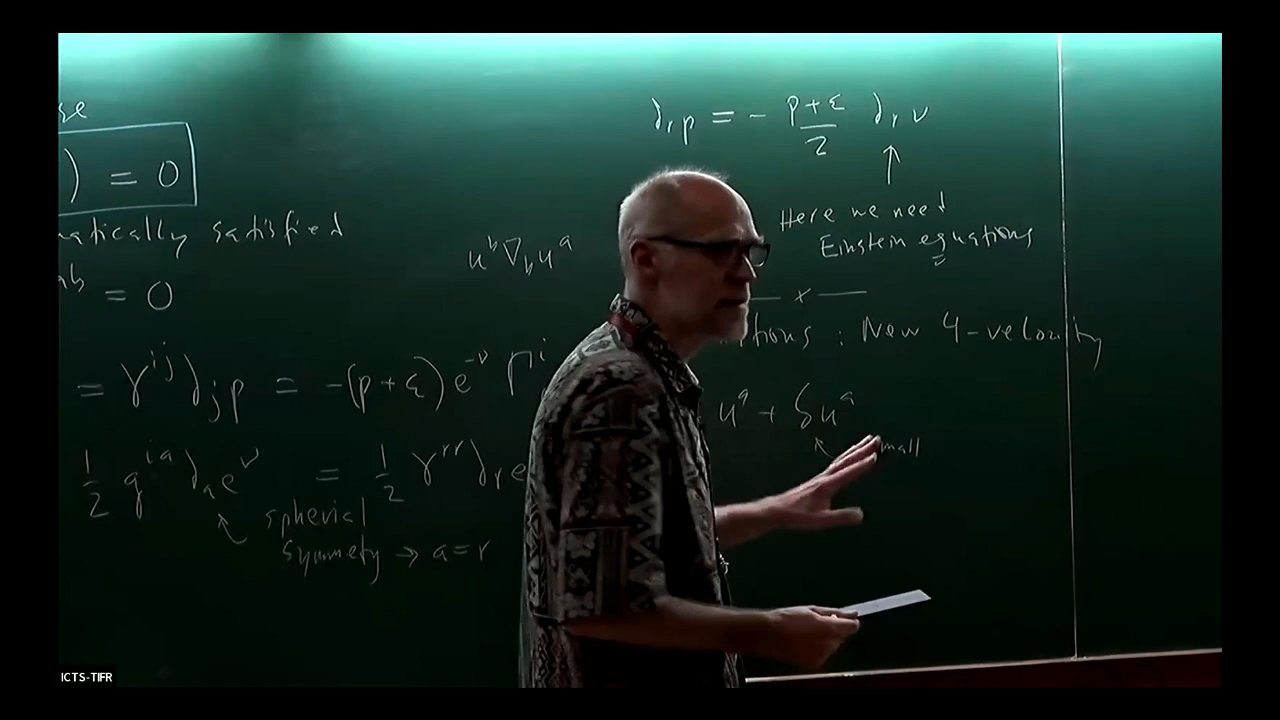 se
) = 0
matically satisfied
ab = 0
= γ^{ij} ∂_j p = -(p+ε) e^{-ν} Γ^i
1/2 g^{ia} ∂_a e^ν = 1/2 γ^{rr} ∂_r e
spherical
symmety → a=r
u^b ∇_b u^a
∂_r p = - (p+ε)/2 ∂_r ν
↑
Here we need
Einstein equations
— x —
tions : New 4-velocity
u^a + δu^a
small
ICTS-TIFR